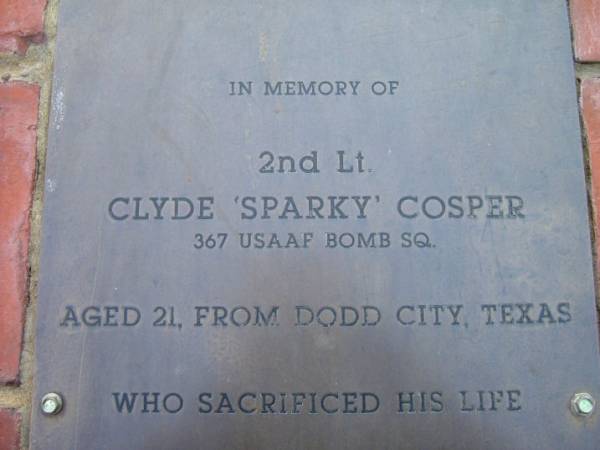 IN MEMORY OF
2nd Lt.
CLYDE 'SPARKY' COSPER
367 USAAF BOMB SQ.
AGED 21, FROM DODD CITY, TEXAS
WHO SACRIFICED HIS LIFE